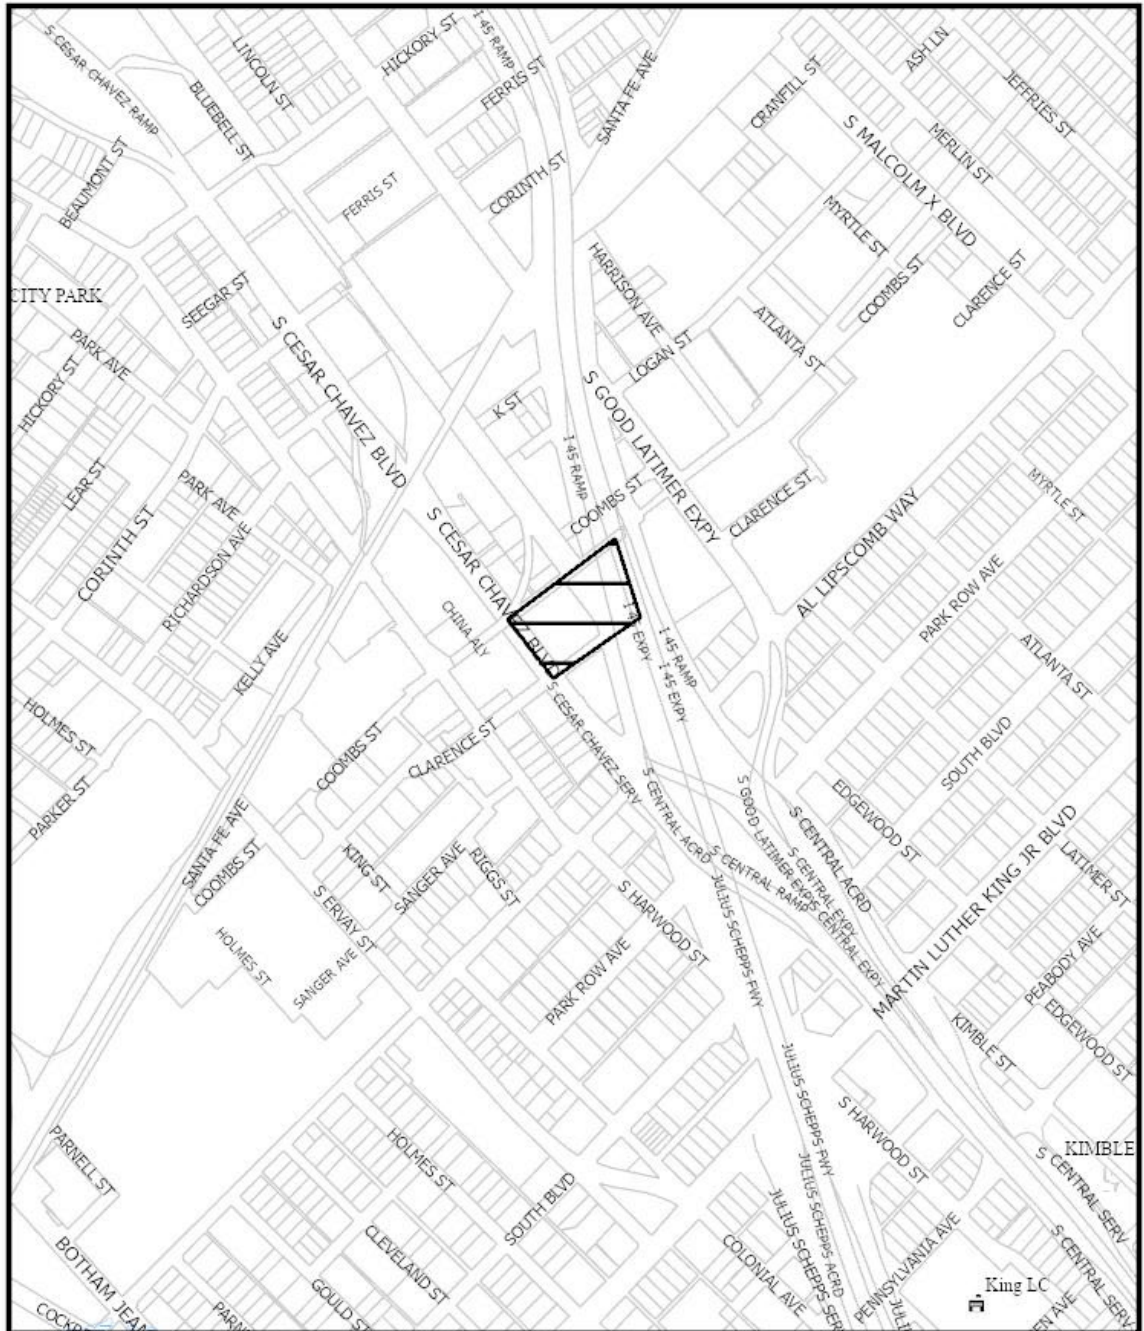 S CESAR CHAVEZ RAMP
LINCOLN ST
HICKORY ST
I 45 RAMP
FERRIS ST
SANTA FE AVE
ASH LN
JEFFRIES ST
CRANFILL ST
BLUEBELL ST
S MALCOLM X BLVD
MERLIN ST
BEAUMONT ST
FERRIS ST
CORINTH ST
MYRTLE ST
COOMBS ST
CLARENCE ST
CITY PARK
SEEGAR ST
HARRISON AVE
ATLANTA ST
PARK AVE
S CESAR CHAVEZ BLVD
LOGAN ST
HICKORY ST
K ST
S GOOD LATIMER EXPY
I 45 RAMP
LEAR ST
PARK AVE
COOMBS ST
CLARENCE ST
MYRTLE ST
AL LIPSCOMB WAY
CORINTH ST
RICHARDSON AVE
S CESAR CHAVEZ BLVD
PARK ROW AVE
CHINA ALY
I 45 EXPY
I 45 RAMP
I 45 EXPY
ATLANTA ST
KELLY AVE
HOLMES ST
COOMBS ST
CLARENCE ST
S CESAR CHAVEZ SERV
SOUTH BLVD
PARKER ST
SANTA FE AVE
S CENTRAL ACRD
S GOOD LATIMER EXPY
EDGEWOOD ST
S CENTRAL ACRD
COOMBS ST
KING ST
SANGER AVE
RIGGS ST
S CENTRAL RAMP
S CENTRAL EXPY
MARTIN LUTHER KING JR BLVD
LATIMER ST
S ERVAY ST
S HARWOOD ST
JULIUS SCHEPPS FWY
S CENTRAL EXPY
HOLMES ST
SANGER AVE
PARK ROW AVE
PEABODY AVE
EDGEWOOD ST
KIMBLE ST
JULIUS SCHEPPS FWY
S HARWOOD ST
KIMBLE
PARNELL ST
HOLMES ST
SOUTH BLVD
JULIUS SCHEPPS ACRD
S CENTRAL SERV
BOTHAM JEAN
CLEVELAND ST
COLONIAL AVE
JULIUS SCHEPPS SER
PENNSYLVANIA AVE
S CENTRAL SERV
GOULD ST
King LC